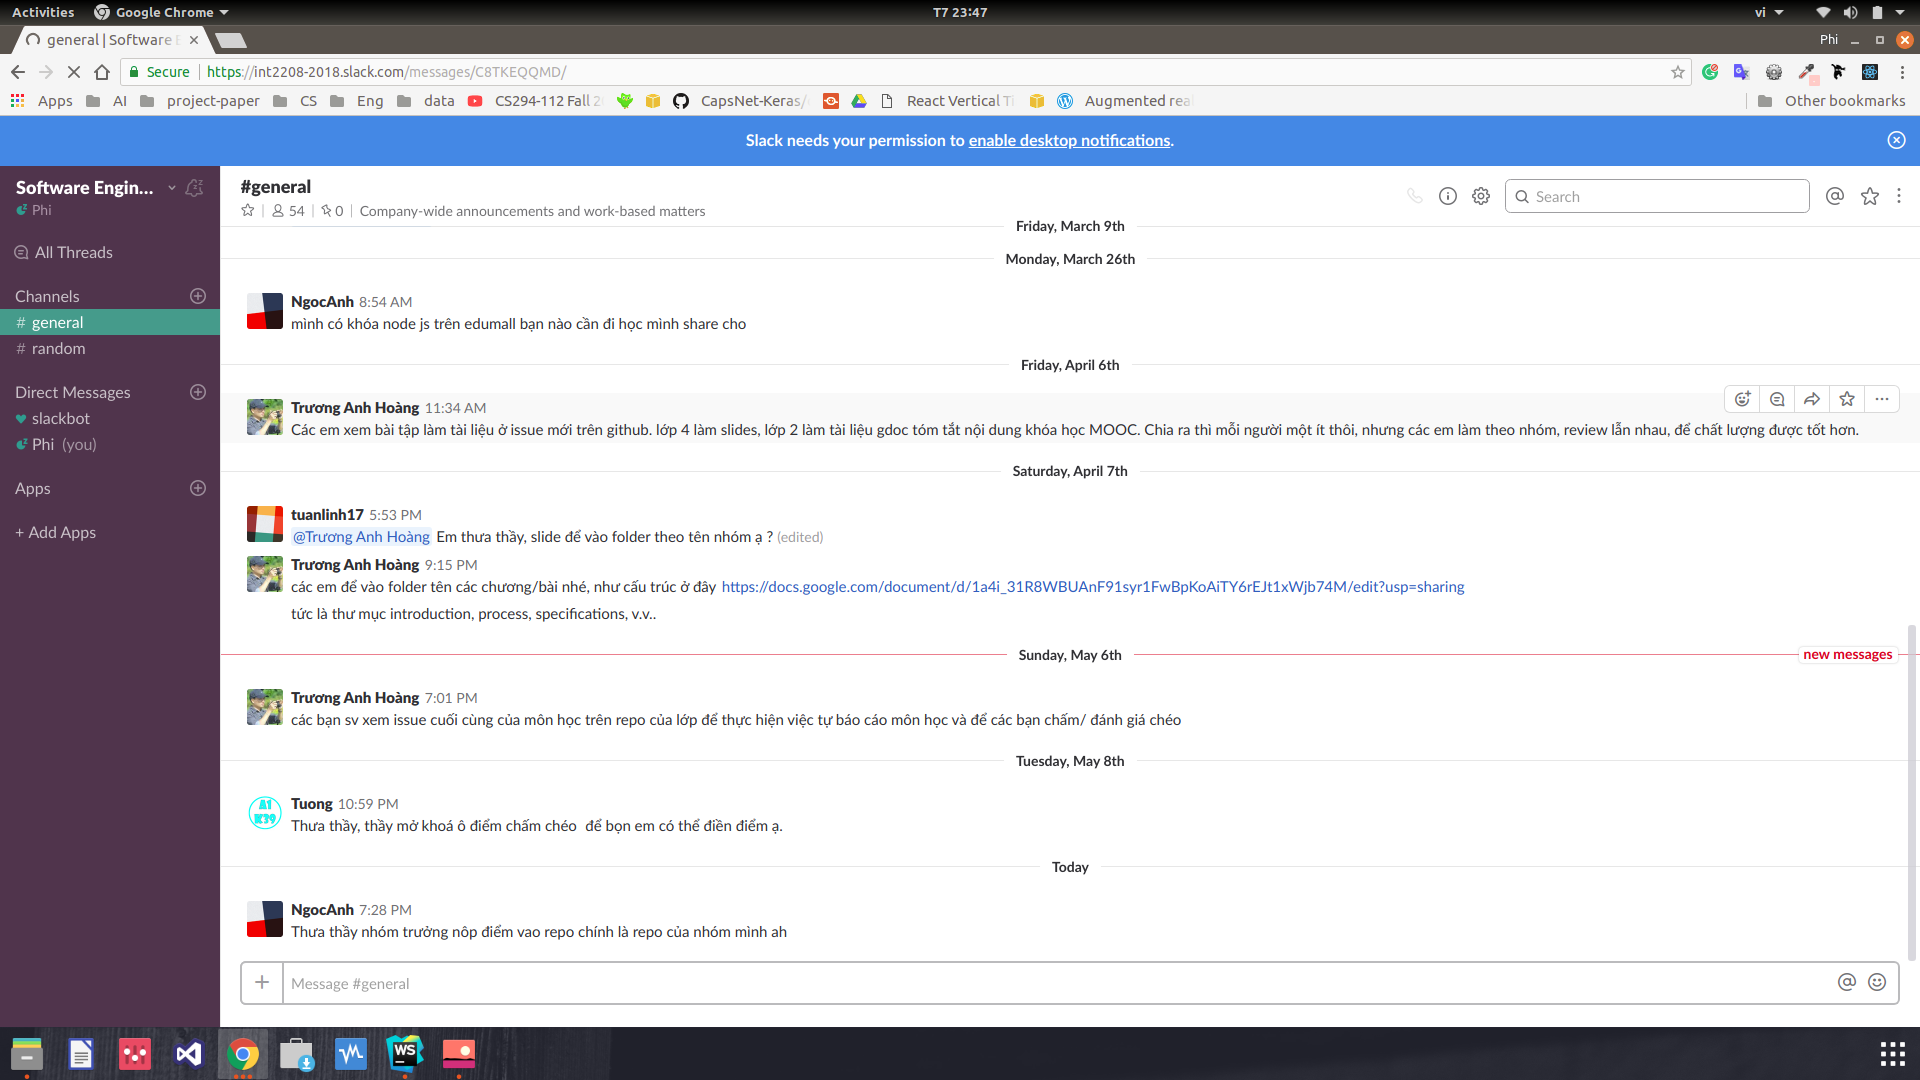 Activities Google Chrome T7 23:47 vi
general | Software Phi
Secure https://int2208-2018.slack.com/messages/C8TKEQQMD/
Apps AI project-paper CS Eng data CS294-112 Fall CapsNet-Keras/ React Vertical Augmented Other bookmarks
Slack needs your permission to enable desktop notifications.
Software Engin...
Phi
All Threads
Channels
# general
# random
Direct Messages
slackbot
Phi (you)
Apps
+ Add Apps
#general
54 0 Company-wide announcements and work-based matters
Search
Friday, March 9th
Monday, March 26th
NgocAnh 8:54 AM
mình có khóa node js trên edumall bạn nào cần đi học mình share cho
Friday, April 6th
Trương Anh Hoàng 11:34 AM
Các em xem bài tập làm tài liệu ở issue mới trên github. lớp 4 làm slides, lớp 2 làm tài liệu gdoc tóm tắt nội dung khóa học MOOC. Chia ra thì mỗi người một ít thôi, nhưng các em làm theo nhóm, review lẫn nhau, để chất lượng được tốt hơn.
Saturday, April 7th
tuanlinh17 5:53 PM
@Trương Anh Hoàng Em thưa thầy, slide để vào folder theo tên nhóm ạ ? (edited)
Trương Anh Hoàng 9:15 PM
các em để vào folder tên các chương/bài nhé, như cấu trúc ở đây https://docs.google.com/document/d/1a4i_31R8WBUAnF91syr1FwBpKoAiTY6rEJt1xWjb74M/edit?usp=sharing
tức là thư mục introduction, process, specifications, v.v..
Sunday, May 6th new messages
Trương Anh Hoàng 7:01 PM
các bạn sv xem issue cuối cùng của môn học trên repo của lớp để thực hiện việc tự báo cáo môn học và để các bạn chấm/ đánh giá chéo
Tuesday, May 8th
A1 K39
Tuong 10:59 PM
Thưa thầy, thầy mở khoá ô điểm chấm chéo để bọn em có thể điền điểm ạ.
Today
NgocAnh 7:28 PM
Thưa thầy nhóm trưởng nôp điểm vao repo chính là repo của nhóm mình ah
Message #general
WS